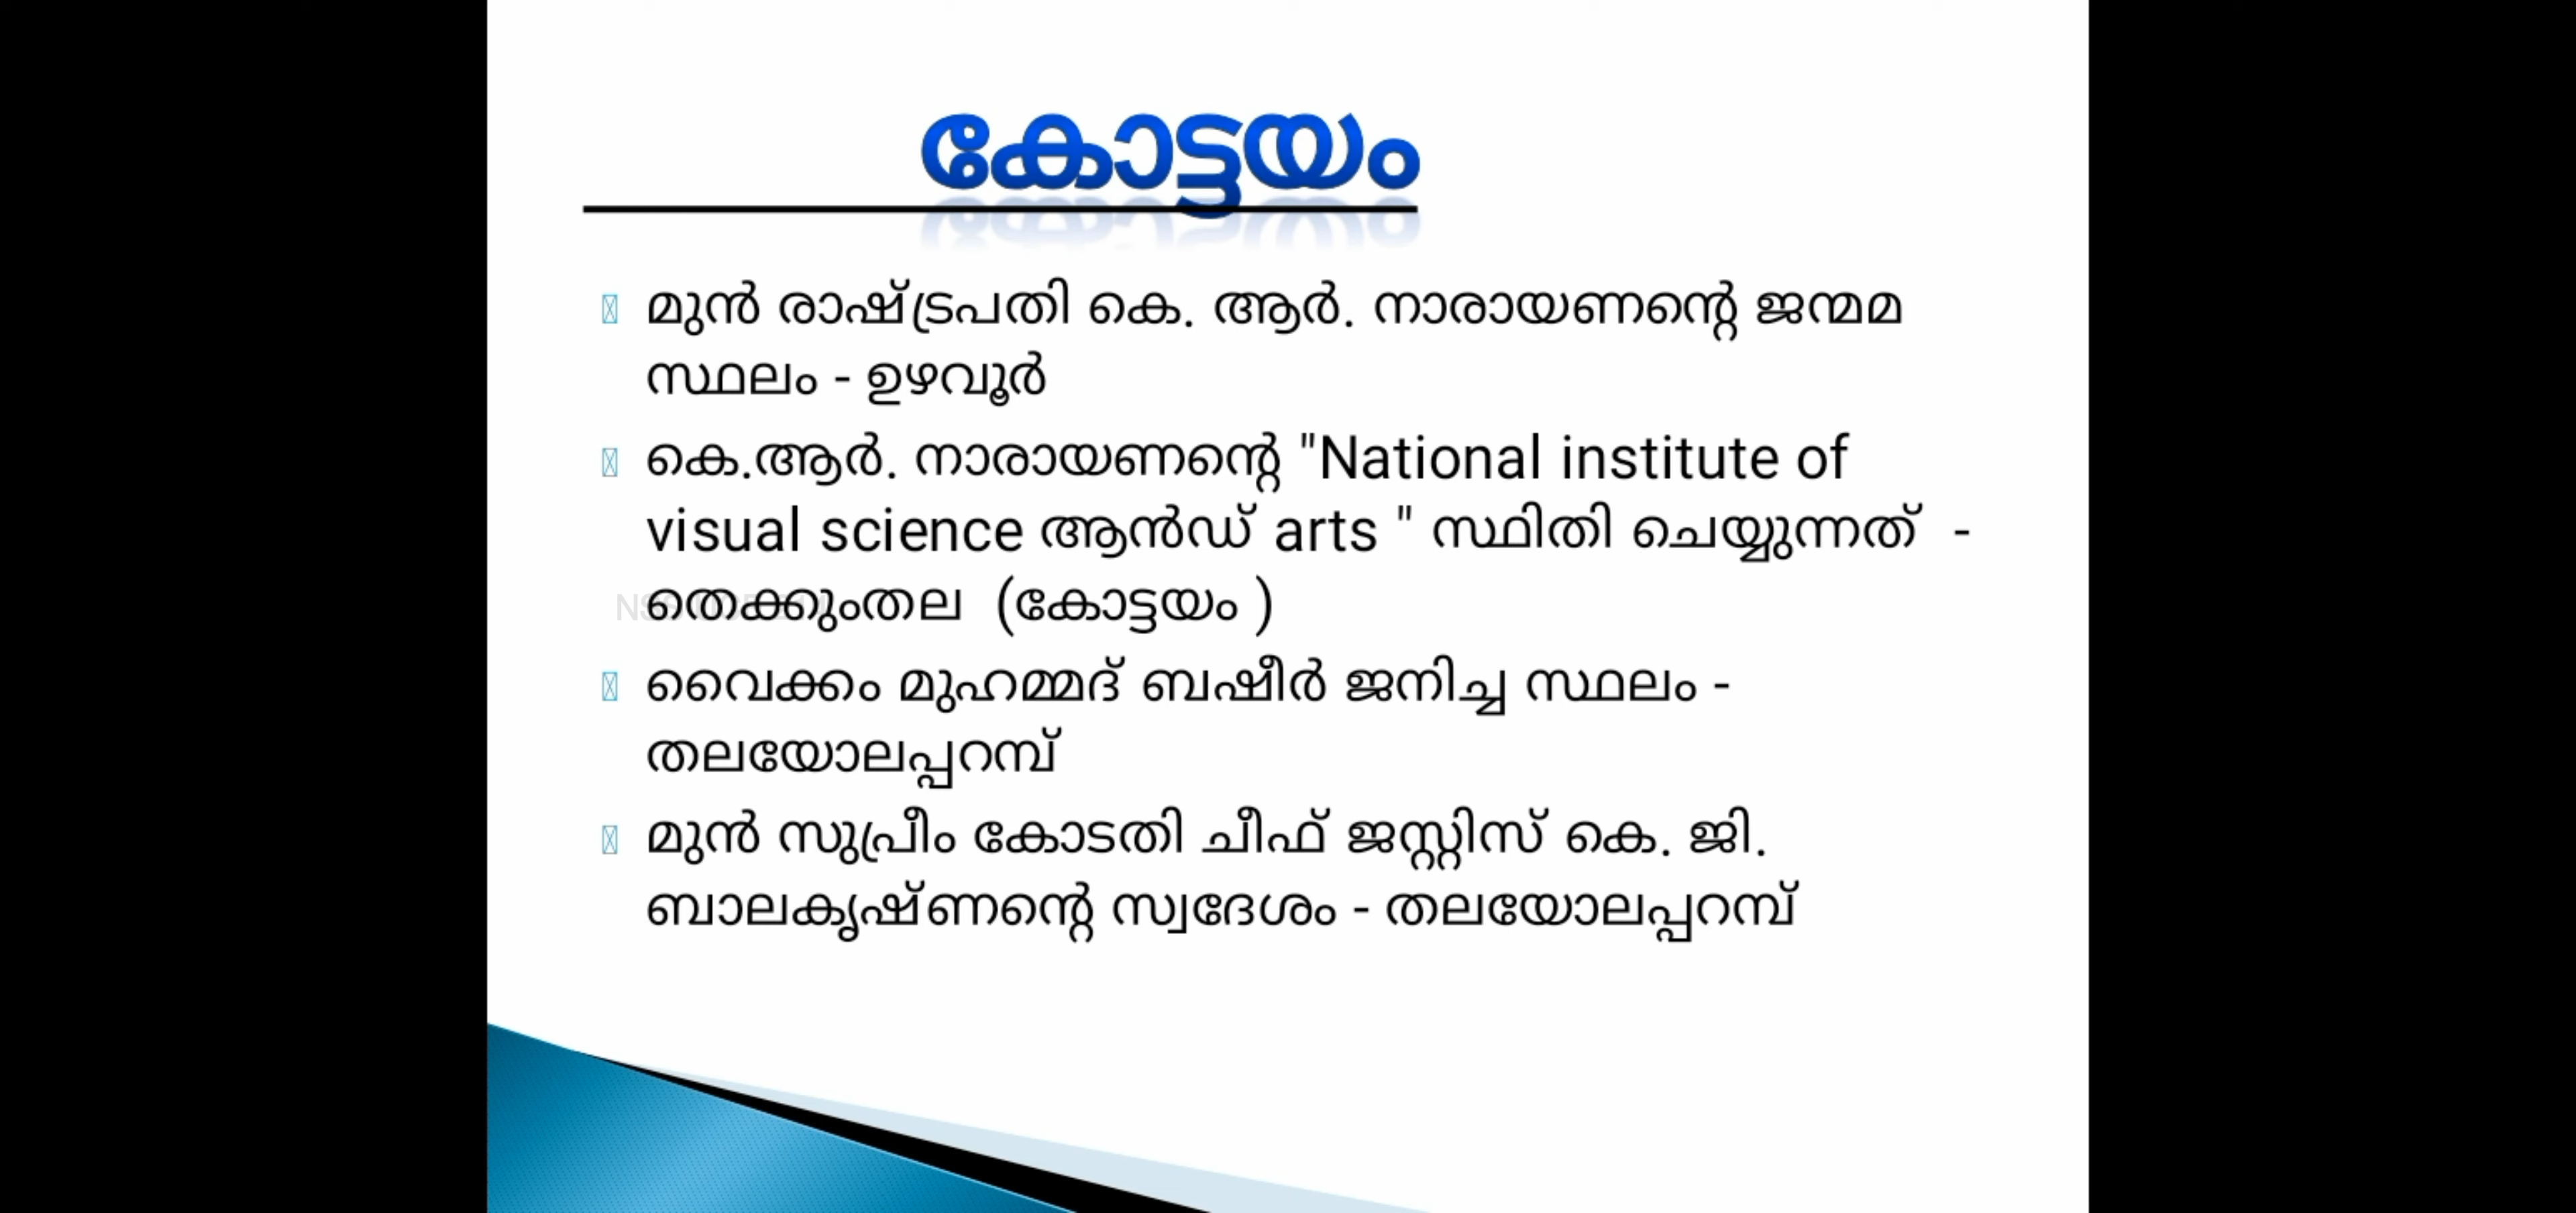 കോട്ടയം
മുൻ രാഷ്ട്രപതി കെ. ആർ. നാരായണന്റെ ജന്മമ
സ്ഥലം - ഉഴവൂർ
കെ.ആർ. നാരായണന്റെ "National institute of
visual science ആൻഡ് arts " സ്ഥിതി ചെയ്യുന്നത് -
തെക്കുംതല (കോട്ടയം )
വൈക്കം മുഹമ്മദ് ബഷീർ ജനിച്ച സ്ഥലം -
തലയോലപ്പറമ്പ്
മുൻ സുപ്രീം കോടതി ചീഫ് ജസ്റ്റിസ് കെ. ജി.
ബാലകൃഷ്ണന്റെ സ്വദേശം - തലയോലപ്പറമ്പ്